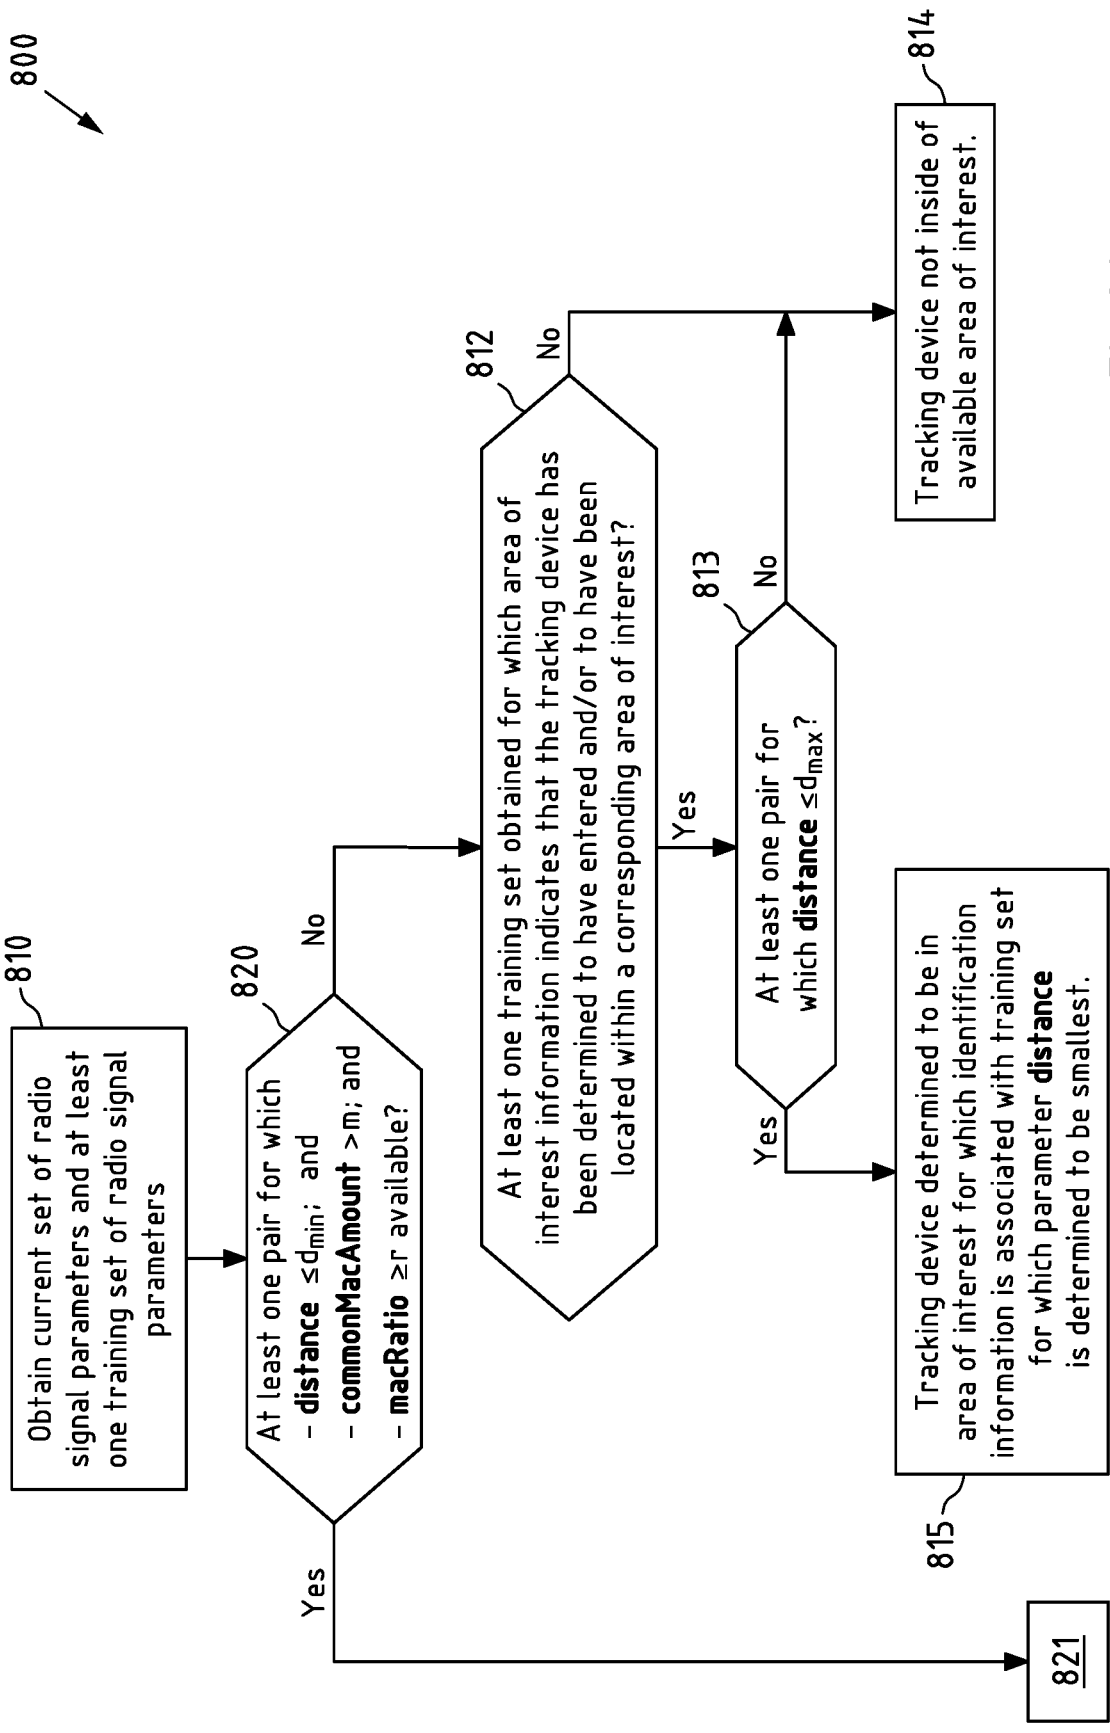 800
810
Obtain current set of radio
signal parameters and at least
one training set of radio signal
parameters
820
At least one pair for which
- distance ≤dmin; and
- commonMacAmount >m; and
- macRatio ≥r available?
Yes
No
812
At least one training set obtained for which area of
interest information indicates that the tracking device has
been determined to have entered and/or to have been
located within a corresponding area of interest?
No
Yes
813
At least one pair for
which distance ≤dmax?
Yes
No
821
815
Tracking device determined to be in
area of interest for which identification
information is associated with training set
for which parameter distance
is determined to be smallest.
814
Tracking device not inside of
available area of interest.